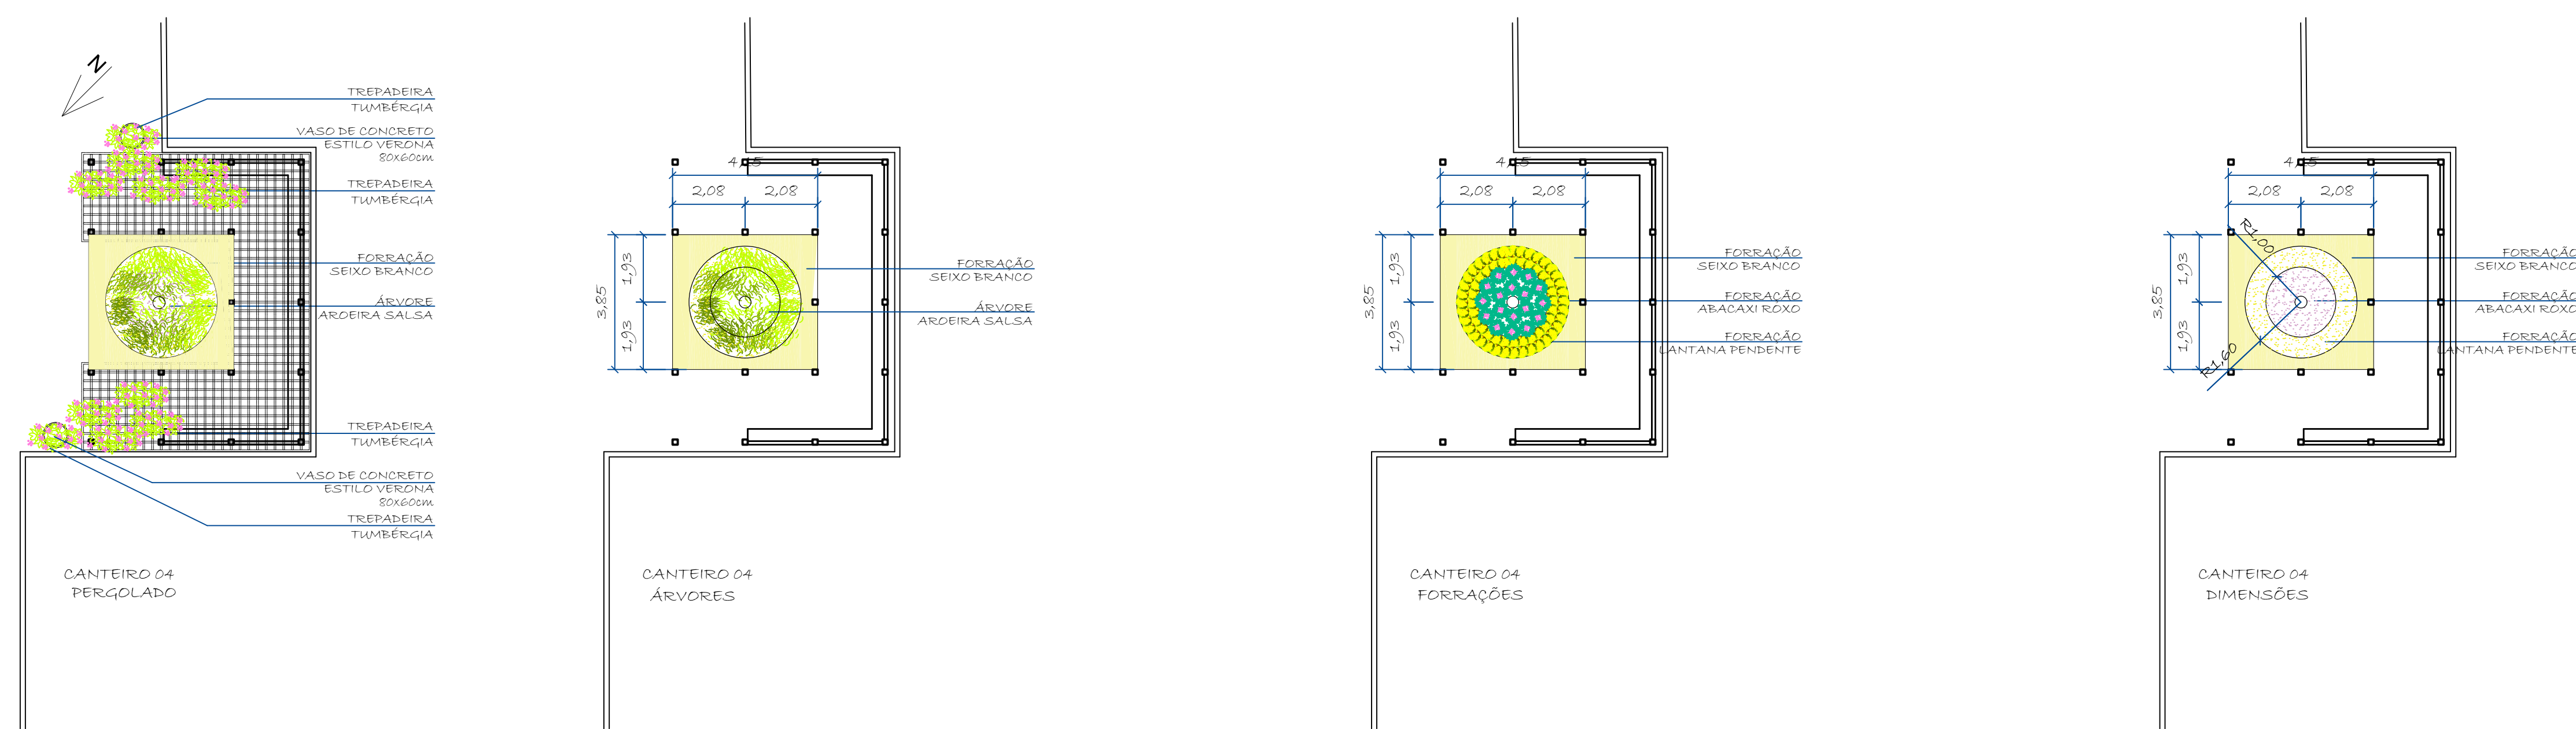 N
TREPADEIRA
TUMBÉRGIA
VASO DE CONCRETO
ESTILO VERONA
80x60cm
TREPADEIRA
TUMBÉRGIA
FORRAÇÃO
SEIXO BRANCO
ÁRVORE
AROEIRA SALSA
TREPADEIRA
TUMBÉRGIA
VASO DE CONCRETO
ESTILO VERONA
80x60cm
TREPADEIRA
TUMBÉRGIA
CANTEIRO 04
PERGOLADO
4,15
2,08 2,08
3,85
1,93
1,93
FORRAÇÃO
SEIXO BRANCO
ÁRVORE
AROEIRA SALSA
CANTEIRO 04
ÁRVORES
4,15
2,08 2,08
3,85
1,93
1,93
FORRAÇÃO
SEIXO BRANCO
FORRAÇÃO
ABACAXI ROXO
FORRAÇÃO
LANTANA PENDENTE
CANTEIRO 04
FORRAÇÕES
4,15
2,08 2,08
R1,00
3,85
1,93
1,93
R1,60
FORRAÇÃO
SEIXO BRANCO
FORRAÇÃO
ABACAXI ROXO
FORRAÇÃO
LANTANA PENDENTE
CANTEIRO 04
DIMENSÕES